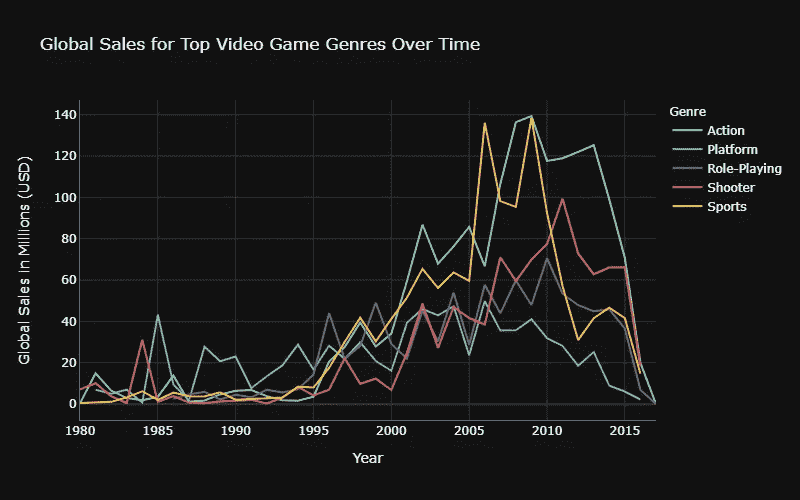 Global Sales for Top Video Game Genres Over Time
Global Sales in Millions (USD)
140
120
100
80
60
40
20
0
1980 1985 1990 1995 2000 2005 2010 2015
Year
Genre
Action
Platform
Role-Playing
Shooter
Sports